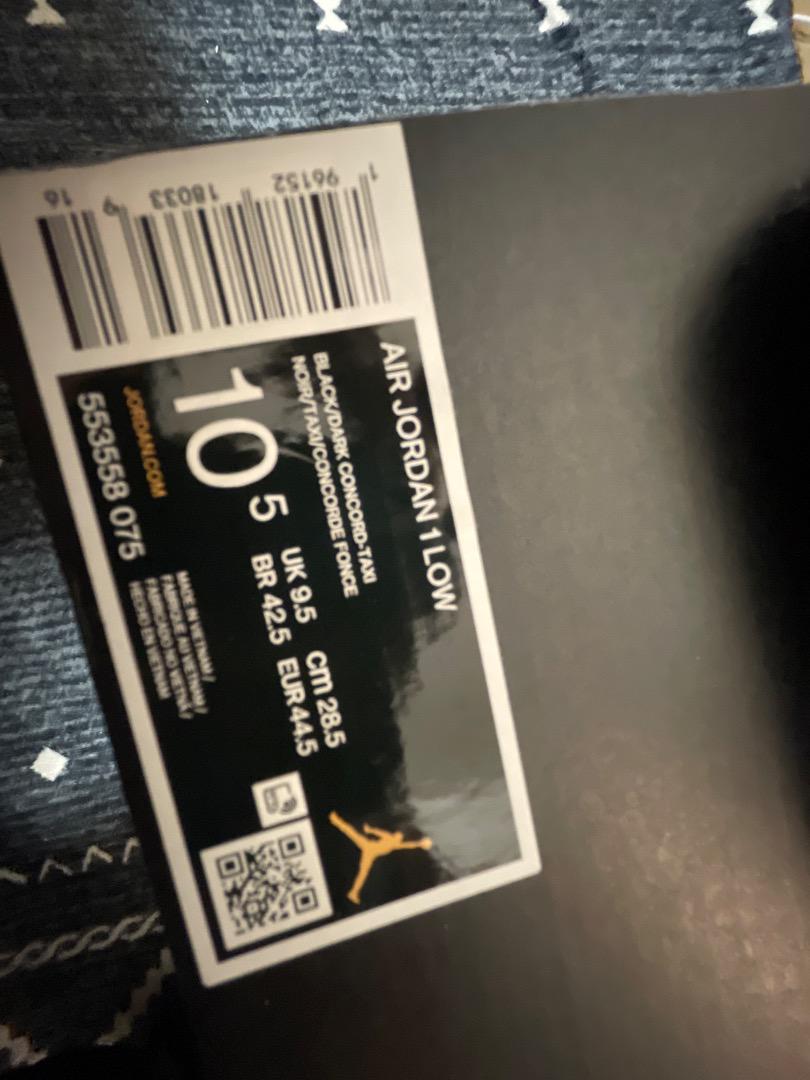 AIR JORDAN 1 LOW
BLACK/DARK CONCORD-TAXI
NOIR/TAXI/CONCORDE FONCE
10 5
UK 9.5 cm 28.5
BR 42.5 EUR 44.5
JORDAN.COM
553558 075
MADE IN VIETNAM/
FABRIQUE AU VIETNAM/
FABRICADO NO VIETNÃ/
HECHO EN VIETNAM
1 96152 18033 9 16